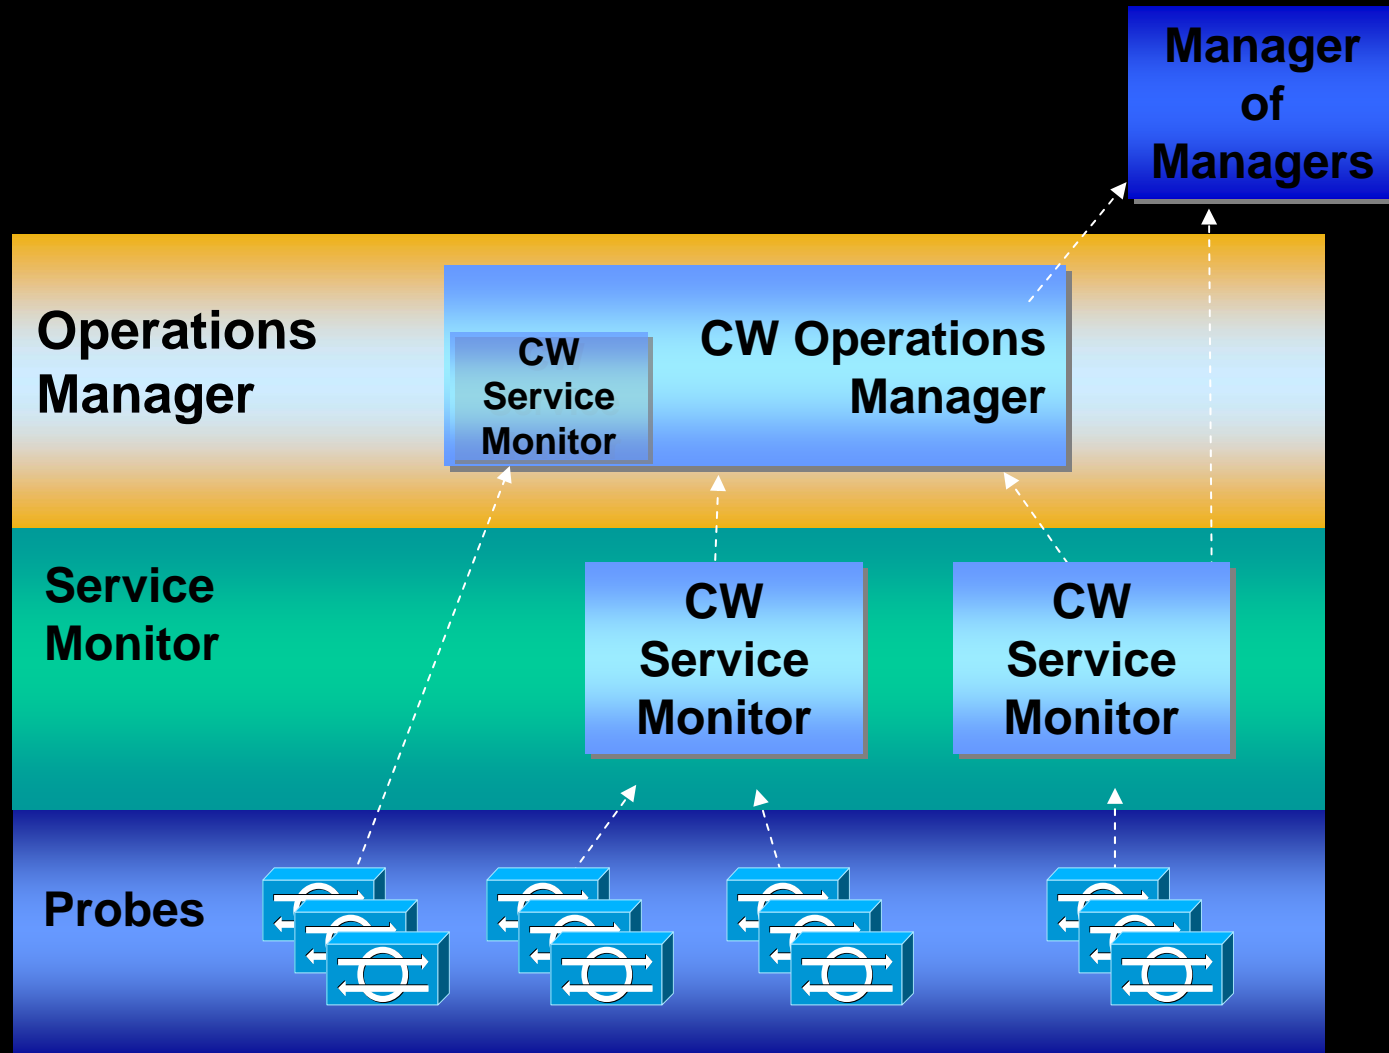 Manager
of
Managers
Operations
Manager
CW
Service
Monitor
CW Operations
Manager
Service
Monitor
CW
Service
Monitor
CW
Service
Monitor
Probes